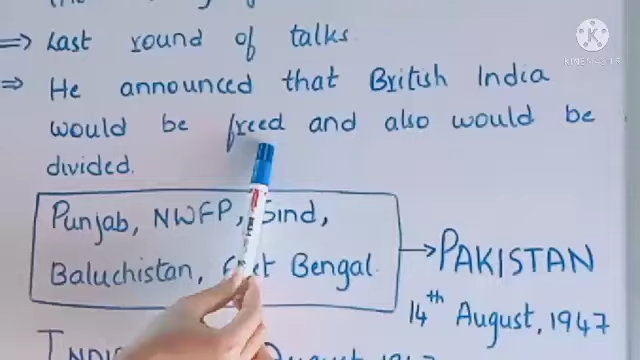 ⇒ Last round of talks.
KINEMASTER
⇒ He announced that British India
would be freed and also would be
divided.
Punjab, NWFP, Sind,
Baluchistan, Bengal. → PAKISTAN
14th August, 1947